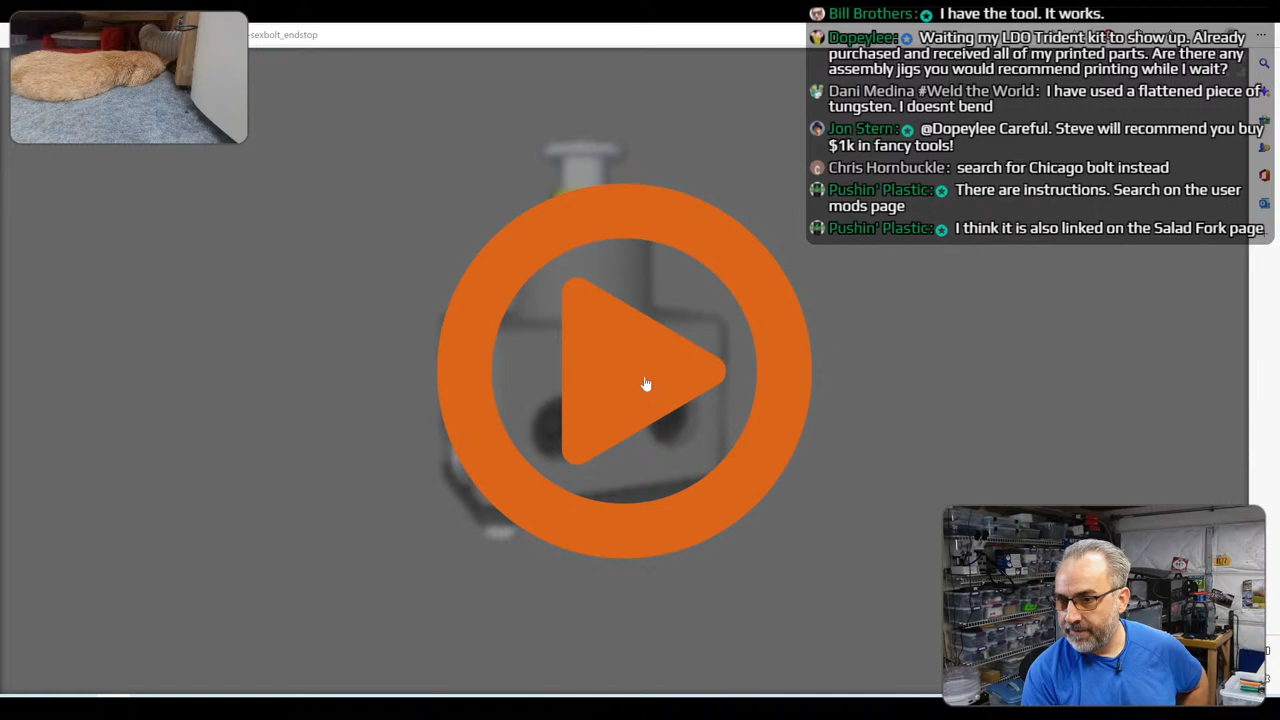 sexbolt_endstop
Bill Brothers: I have the tool. It works.
Dopeylee: Waiting my LDO Trident kit to show up. Already
purchased and received all of my printed parts. Are there any
assembly jigs you would recommend printing while I wait?
Dani Medina #Weld the World: I have used a flattened piece of
tungsten. I doesnt bend
Jon Stern: @Dopeylee Careful. Steve will recommend you buy
$1k in fancy tools!
Chris Hornbuckle: search for Chicago bolt instead
Pushin' Plastic: There are instructions. Search on the user
mods page
Pushin' Plastic: I think it is also linked on the Salad Fork page